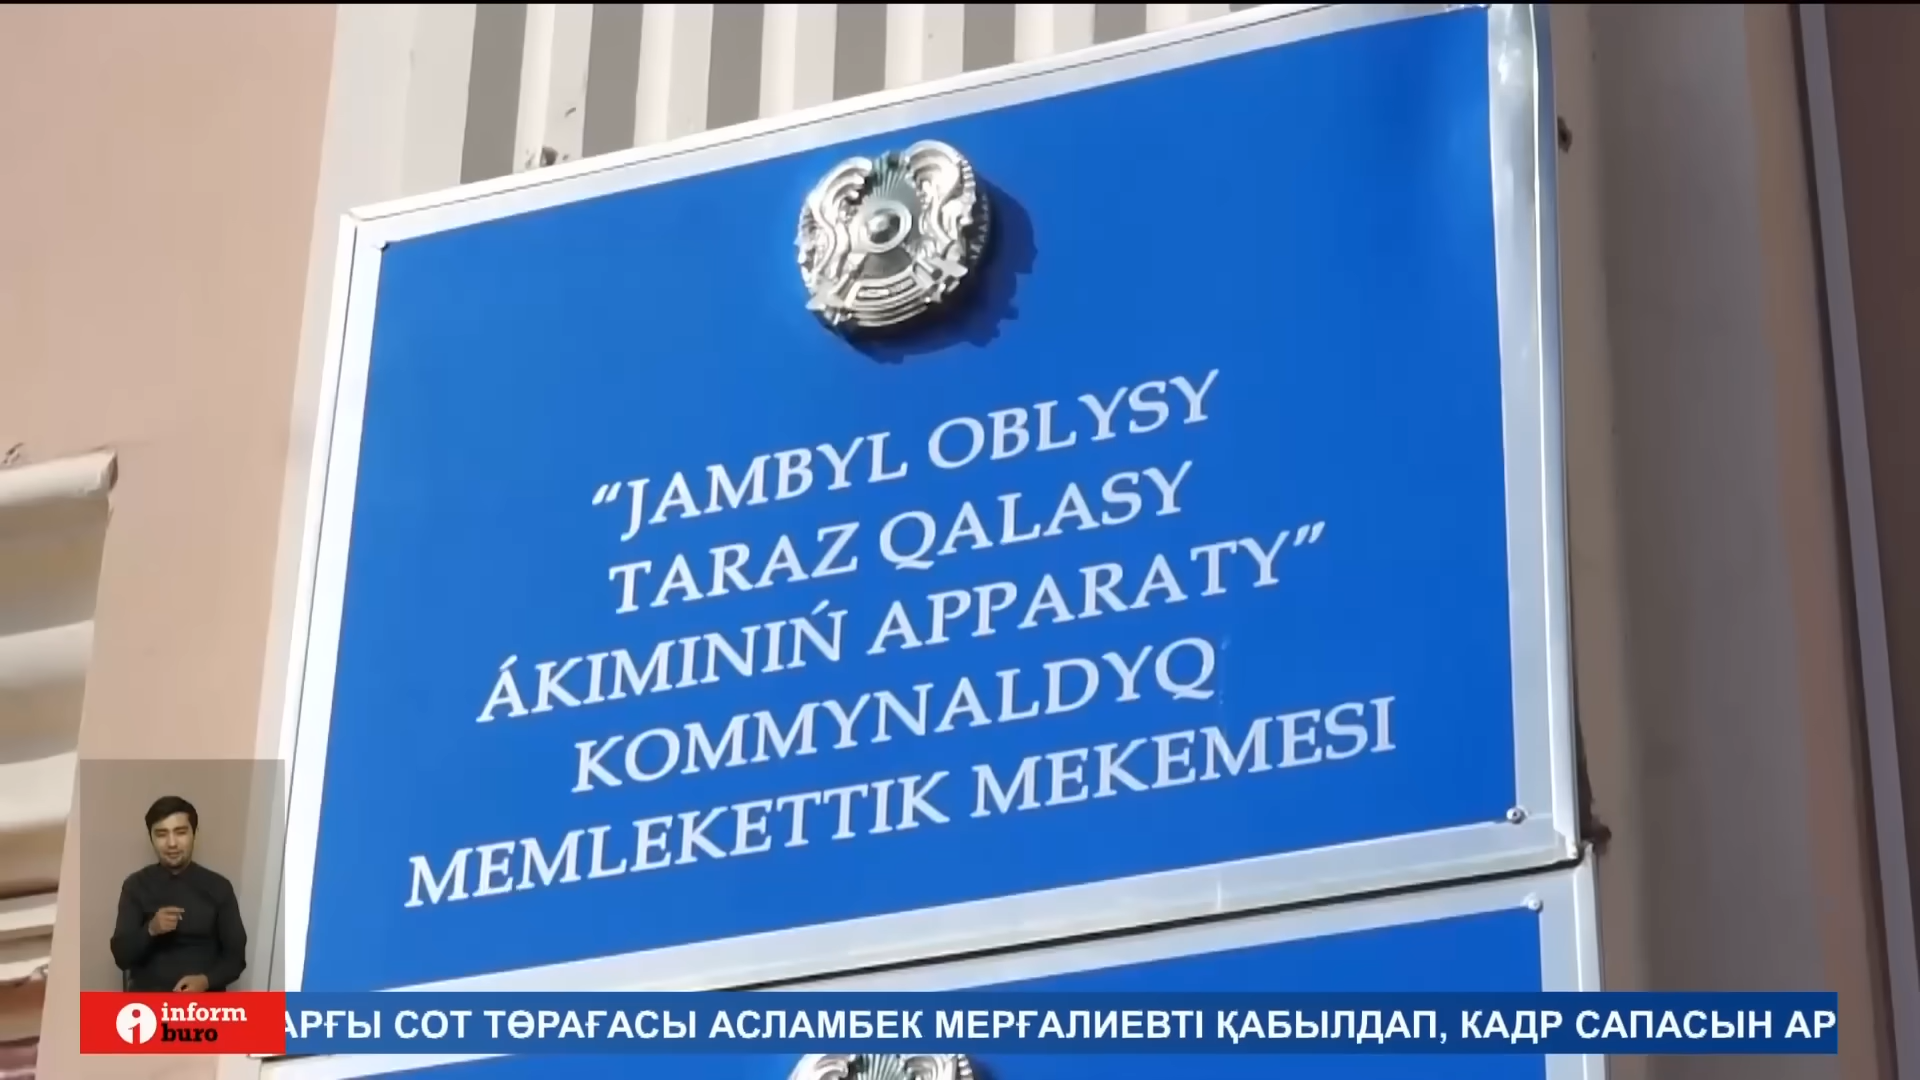 “JAMBYL OBLYSY
TARAZ QALASY
ÁKIMINIŃ APPARATY”
KOMMYNALDYQ
MEMLEKETTIK MEKEMESI
inform
buro
АРҒЫ СОТ ТӨРАҒАСЫ АСЛАМБЕК МЕРҒАЛИЕВТІ ҚАБЫЛДАП, КАДР САПАСЫН АР